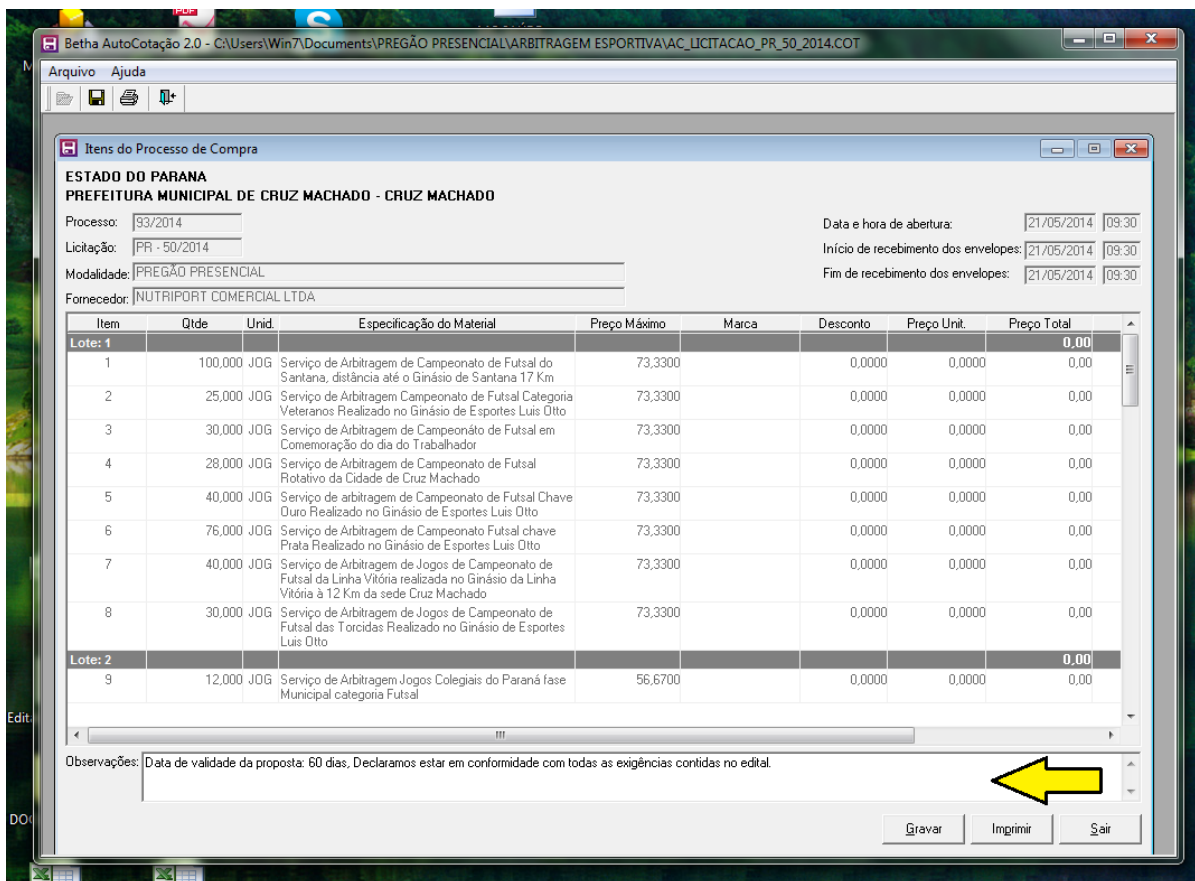 PDF
Betha AutoCotação 2.0 - C:\Users\Win7\Documents\PREGÃO PRESENCIAL\ARBITRAGEM ESPORTIVA\AC_LICITACAO_PR_50_2014.COT
Arquivo Ajuda
Itens do Processo de Compra
ESTADO DO PARANA
PREFEITURA MUNICIPAL DE CRUZ MACHADO - CRUZ MACHADO
Processo: 93/2014 Data e hora de abertura: 21/05/2014 09:30
Licitação: PR - 50/2014 Início de recebimento dos envelopes: 21/05/2014 09:30
Modalidade: PREGÃO PRESENCIAL Fim de recebimento dos envelopes: 21/05/2014 09:30
Fornecedor: NUTRIPORT COMERCIAL LTDA
Item Qtde Unid. Especificação do Material Preço Máximo Marca Desconto Preço Unit. Preço Total
Lote: 1 0,00
1 100,000 JOG Serviço de Arbitragem de Campeonato de Futsal do 73,3300 0,0000 0,0000 0,00
Santana, distância até o Ginásio de Santana 17 Km
2 25,000 JOG Serviço de Arbitragem Campeonato de Futsal Categoria 73,3300 0,0000 0,0000 0,00
Veteranos Realizado no Ginásio de Esportes Luis Otto
3 30,000 JOG Serviço de Arbitragem de Campeonáto de Futsal em 73,3300 0,0000 0,0000 0,00
Comemoração do dia do Trabalhador
4 28,000 JOG Serviço de Arbitragem de Campeonato de Futsal 73,3300 0,0000 0,0000 0,00
Rotativo da Cidade de Cruz Machado
5 40,000 JOG Serviço de arbitragem de Campeonato de Futsal Chave 73,3300 0,0000 0,0000 0,00
Ouro Realizado no Ginásio de Esportes Luis Otto
6 76,000 JOG Serviço de Arbitragem de Campeonato Futsal chave 73,3300 0,0000 0,0000 0,00
Prata Realizado no Ginásio de Esportes Luis Otto
7 40,000 JOG Serviço de Arbitragem de Jogos de Campeonato de 73,3300 0,0000 0,0000 0,00
Futsal da Linha Vitória realizada no Ginásio da Linha
Vitória à 12 Km da sede Cruz Machado
8 30,000 JOG Serviço de Arbitragem de Jogos de Campeonato de 73,3300 0,0000 0,0000 0,00
Futsal das Torcidas Realizado no Ginásio de Esportes
Luis Otto
Lote: 2 0,00
9 12,000 JOG Serviço de Arbitragem Jogos Colegiais do Paraná fase 56,6700 0,0000 0,0000 0,00
Municipal categoria Futsal
Observações: Data de validade da proposta: 60 dias, Declaramos estar em conformidade com todas as exigências contidas no edital.
Gravar Imprimir Sair